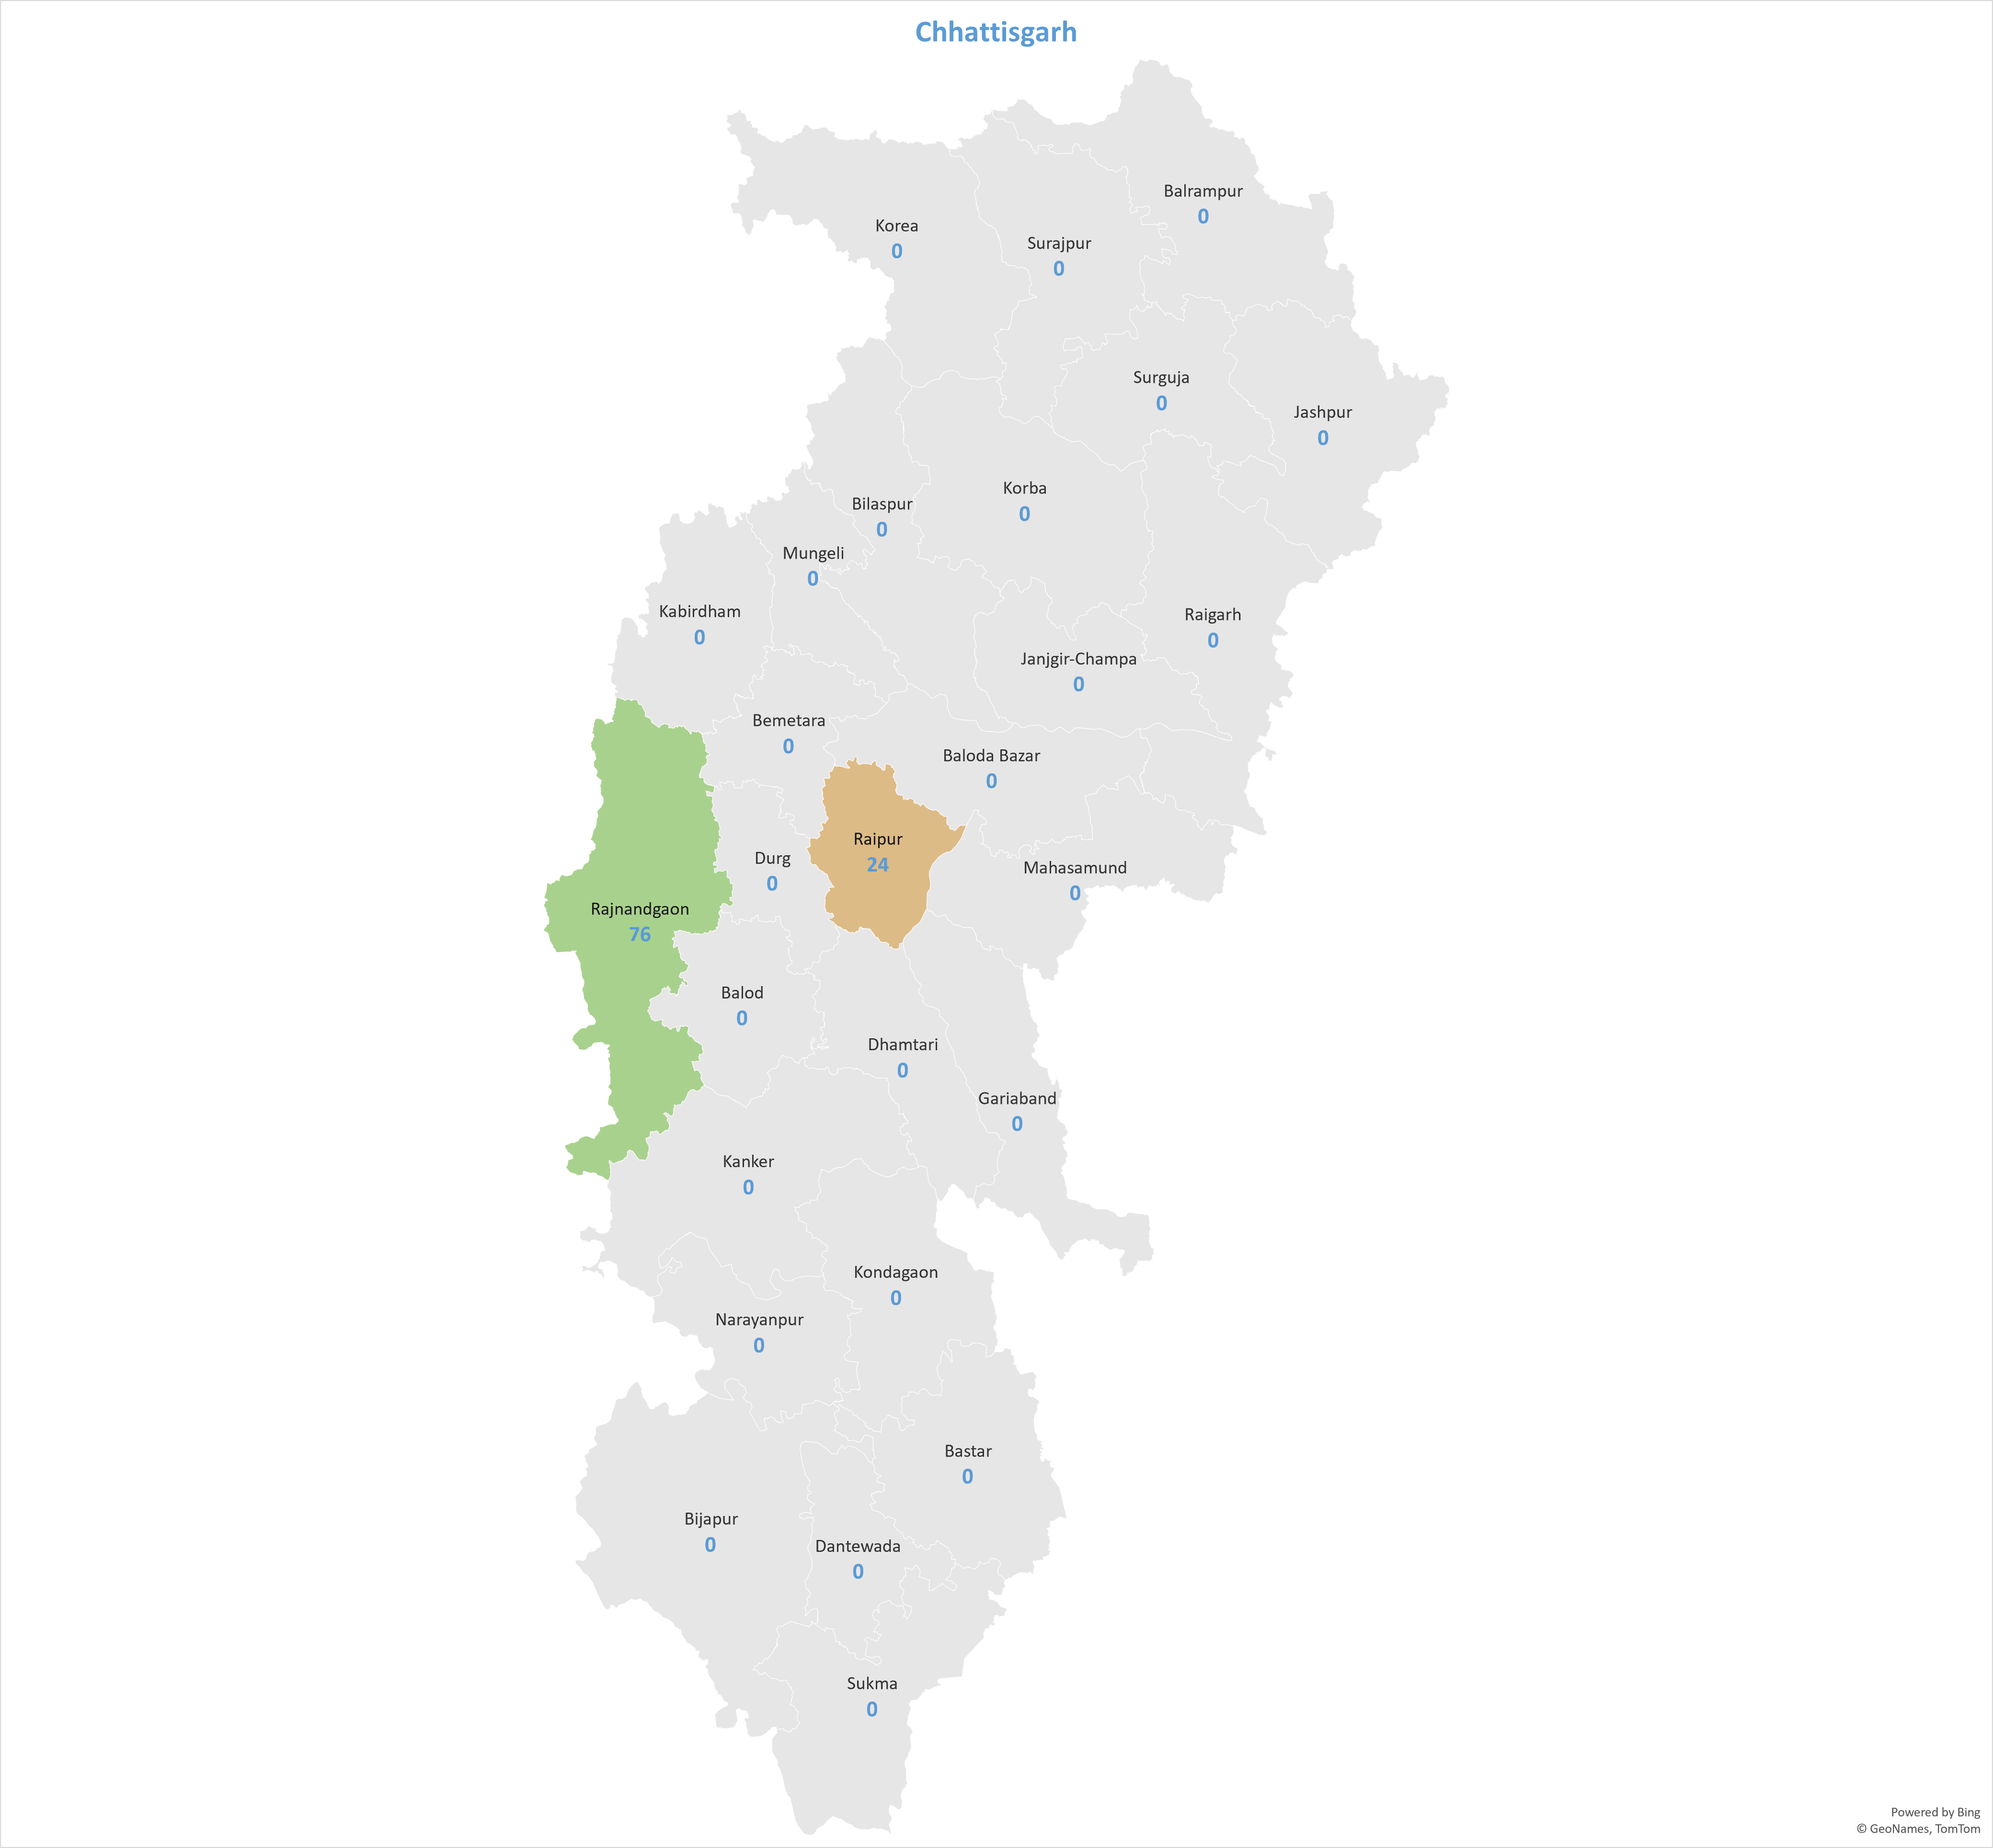 Chhattisgarh
Balrampur
0
Korea
0
Surajpur
0
Surguja
0
Jashpur
0
Korba
0
Bilaspur
0
Mungeli
0
Kabirdham
0
Raigarh
0
Janjgir-Champa
0
Bemetara
0
Baloda Bazar
0
Raipur
24
Durg
0
Mahasamund
0
Rajnandgaon
76
Balod
0
Dhamtari
0
Gariaband
0
Kanker
0
Kondagaon
0
Narayanpur
0
Bastar
0
Bijapur
0
Dantewada
0
Sukma
0
Powered by Bing
© GeoNames, TomTom